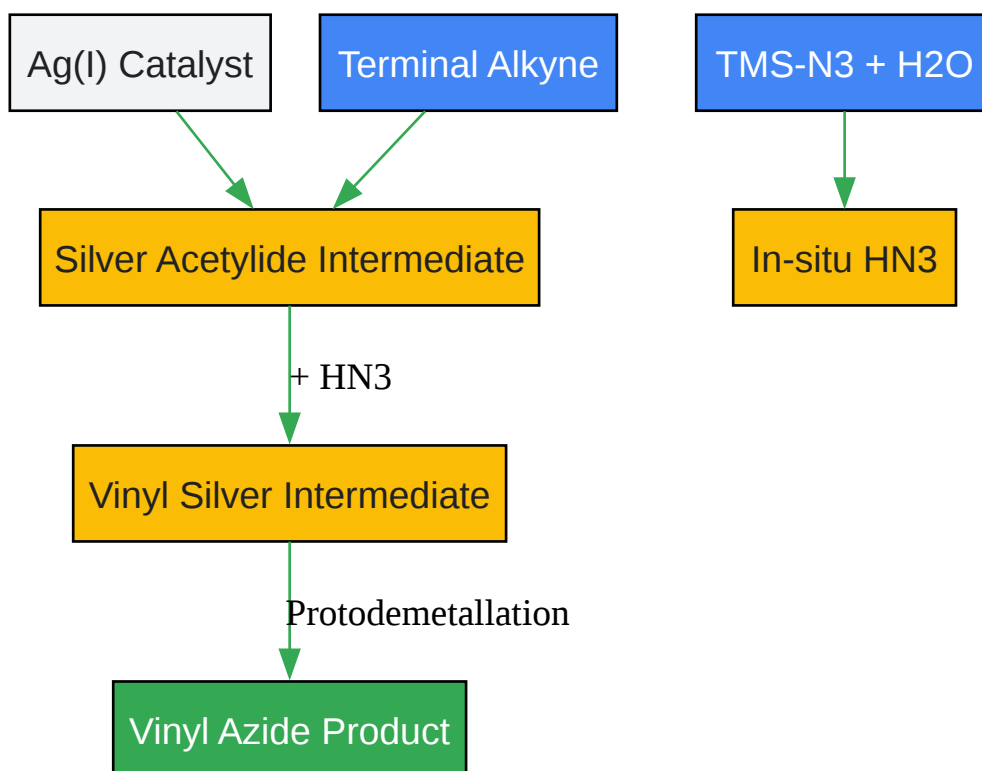 Ag(I) Catalyst
Terminal Alkyne
TMS-N3 + H2O
Silver Acetylide Intermediate
In-situ HN3
+ HN3
Vinyl Silver Intermediate
Protodemetallation
Vinyl Azide Product